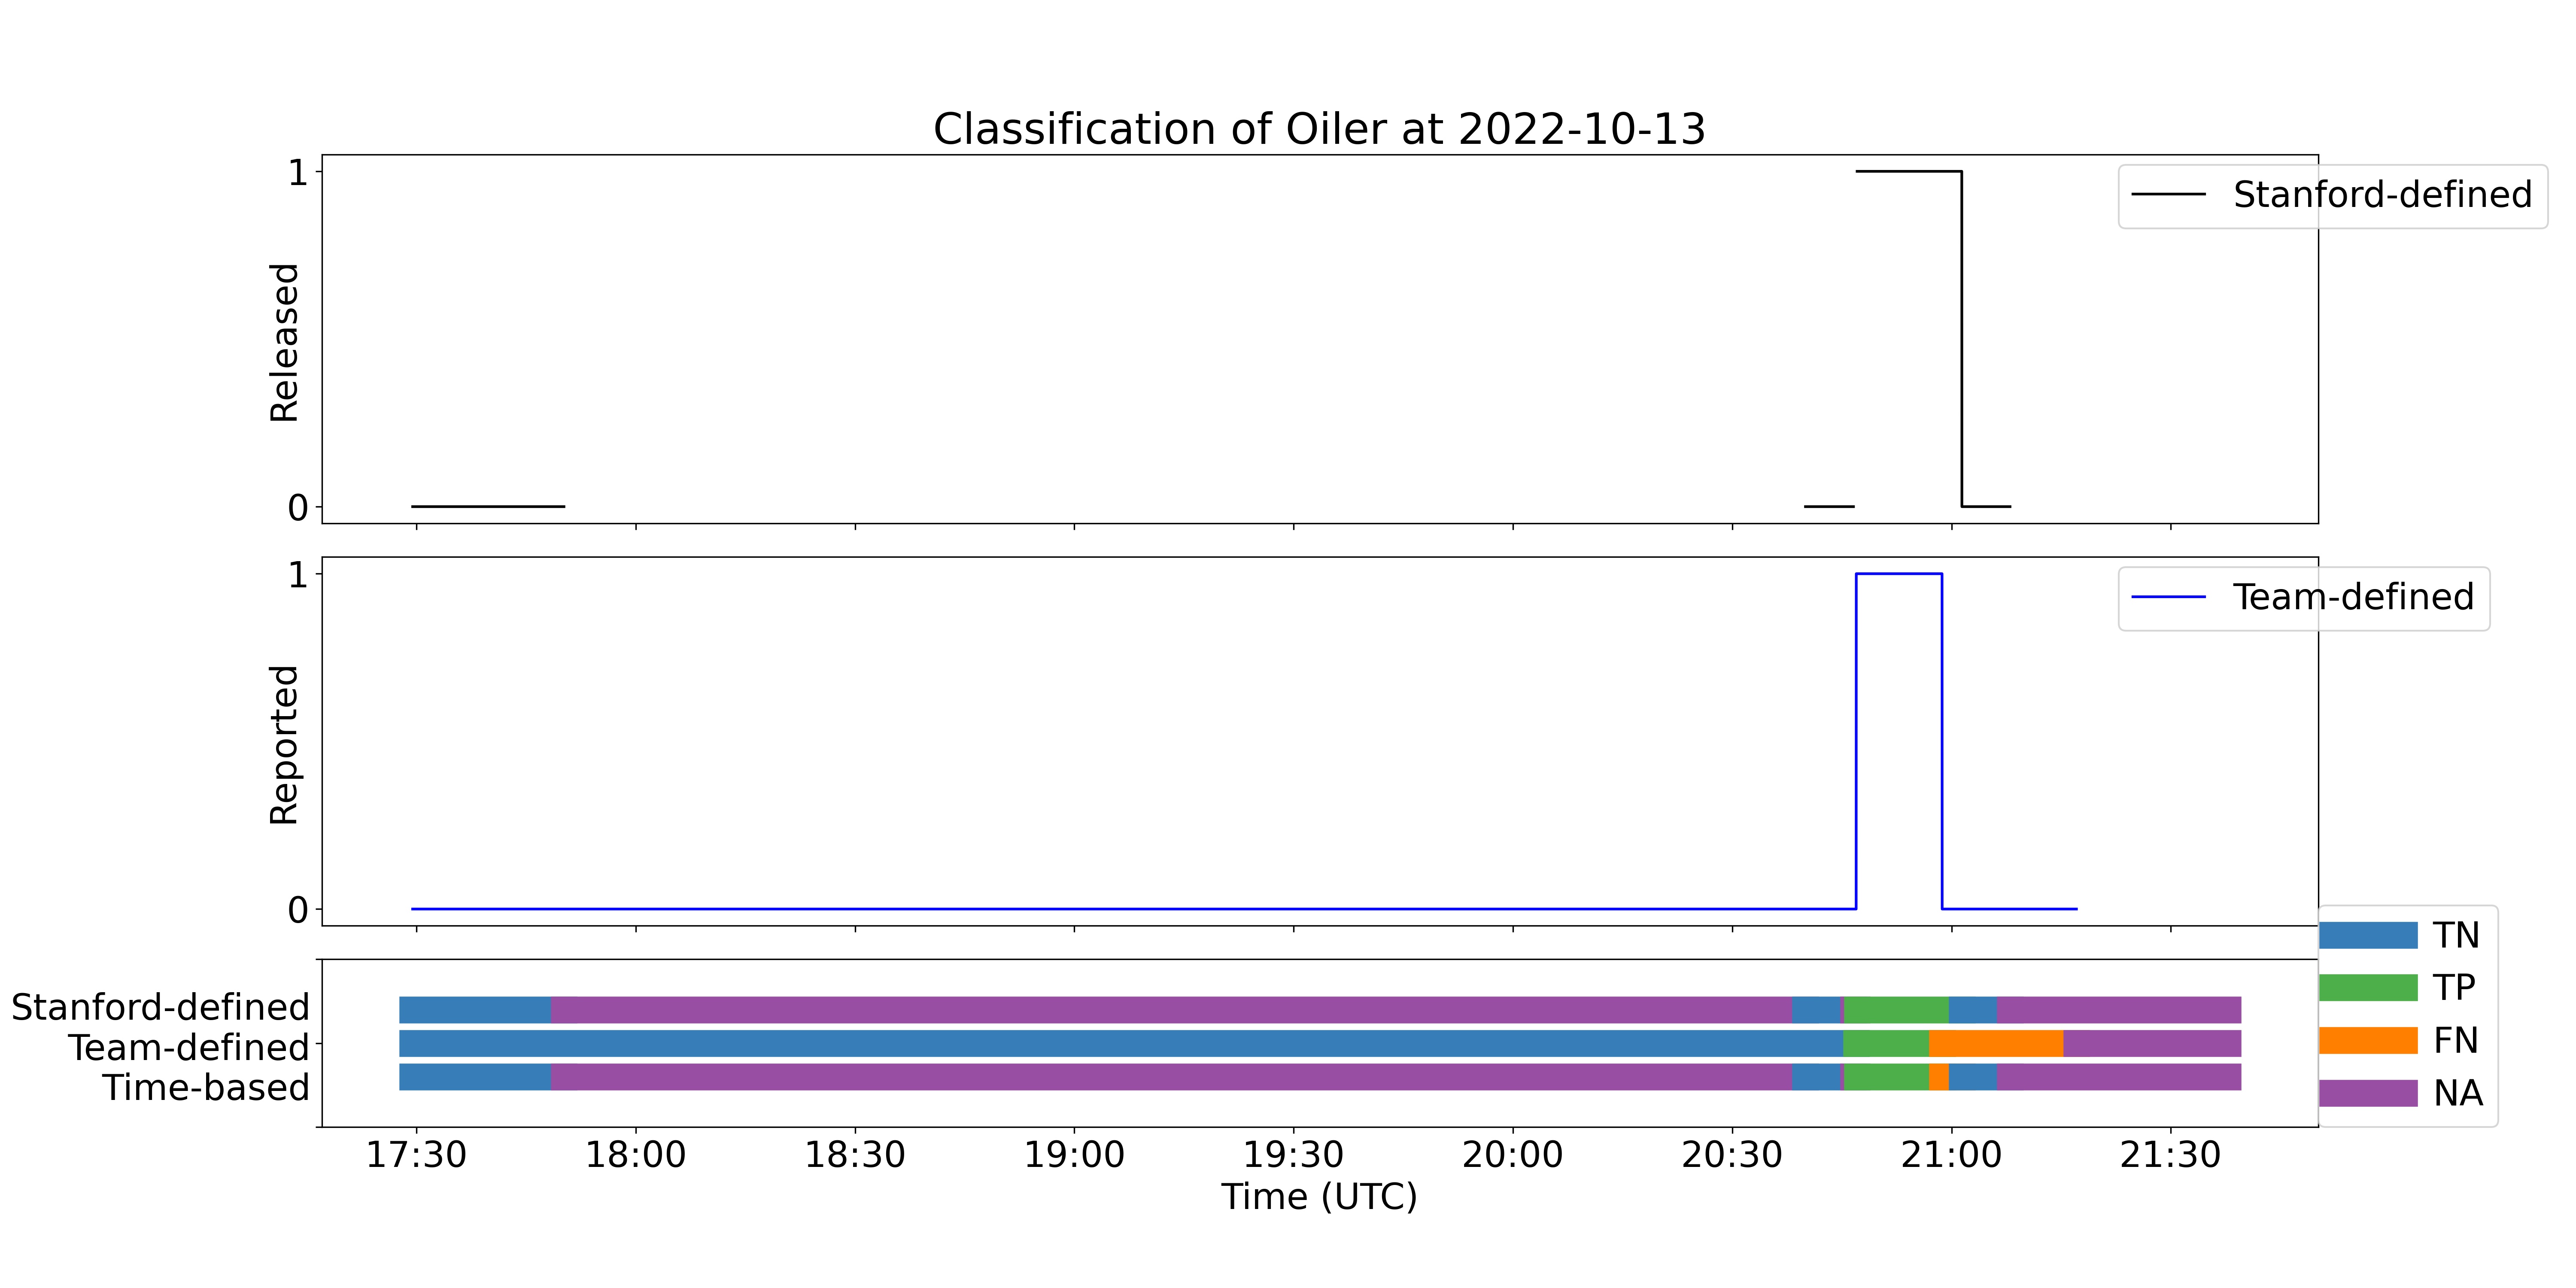 Classification of Oiler at 2022-10-13
1
0
Released
Stanford-defined
1
0
Reported
Team-defined
Stanford-defined
Team-defined
Time-based
TN
TP
FN
NA
17:30 18:00 18:30 19:00 19:30 20:00 20:30 21:00 21:30
Time (UTC)